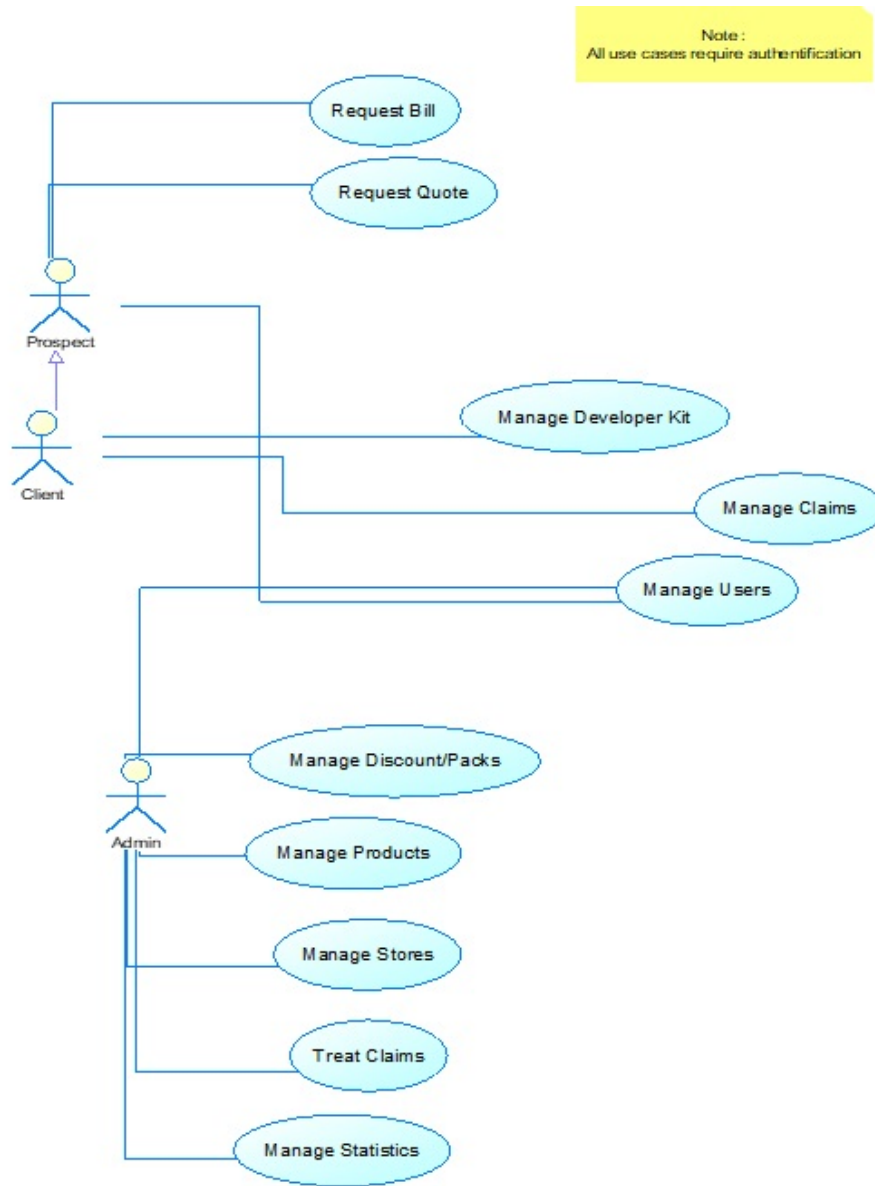 Note :
All use cases require authentification
Request Bill
Request Quote
Prospect
Manage Developer Kit
Client
Manage Claims
Manage Users
Manage Discount/Packs
Admin
Manage Products
Manage Stores
Treat Claims
Manage Statistics